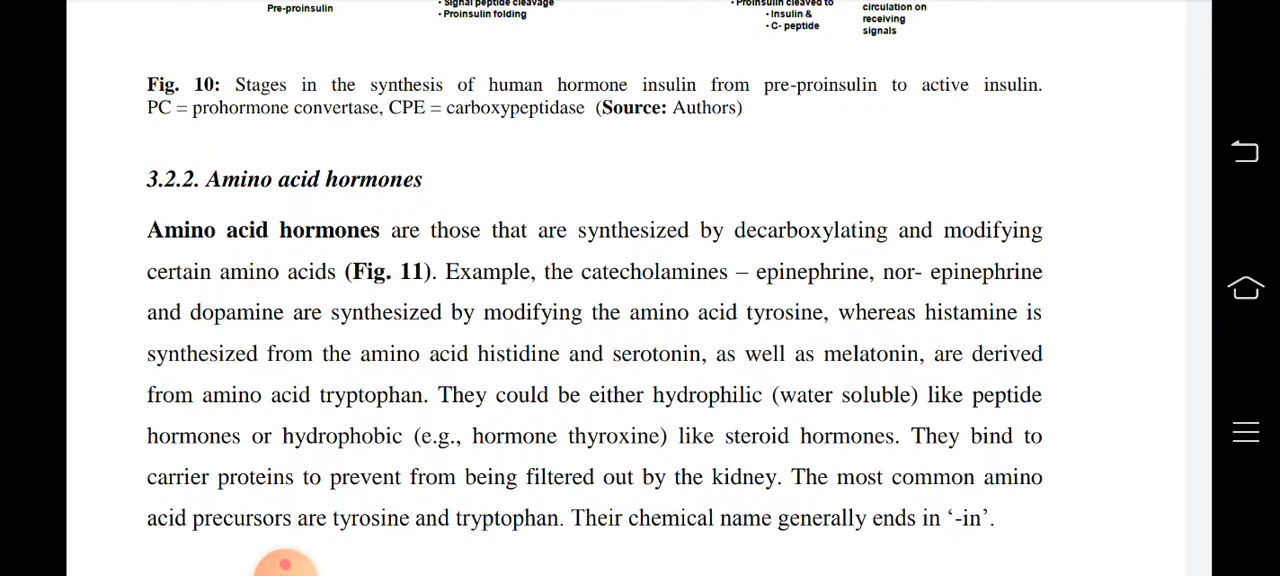 Pre-proinsulin
• Signal peptide cleavage
• Proinsulin folding
• Proinsulin cleaved to
• Insulin &
• C- peptide
circulation on
receiving
signals
Fig. 10: Stages in the synthesis of human hormone insulin from pre-proinsulin to active insulin.
PC = prohormone convertase, CPE = carboxypeptidase (Source: Authors)
3.2.2. Amino acid hormones
Amino acid hormones are those that are synthesized by decarboxylating and modifying
certain amino acids (Fig. 11). Example, the catecholamines – epinephrine, nor- epinephrine
and dopamine are synthesized by modifying the amino acid tyrosine, whereas histamine is
synthesized from the amino acid histidine and serotonin, as well as melatonin, are derived
from amino acid tryptophan. They could be either hydrophilic (water soluble) like peptide
hormones or hydrophobic (e.g., hormone thyroxine) like steroid hormones. They bind to
carrier proteins to prevent from being filtered out by the kidney. The most common amino
acid precursors are tyrosine and tryptophan. Their chemical name generally ends in ‘-in’.